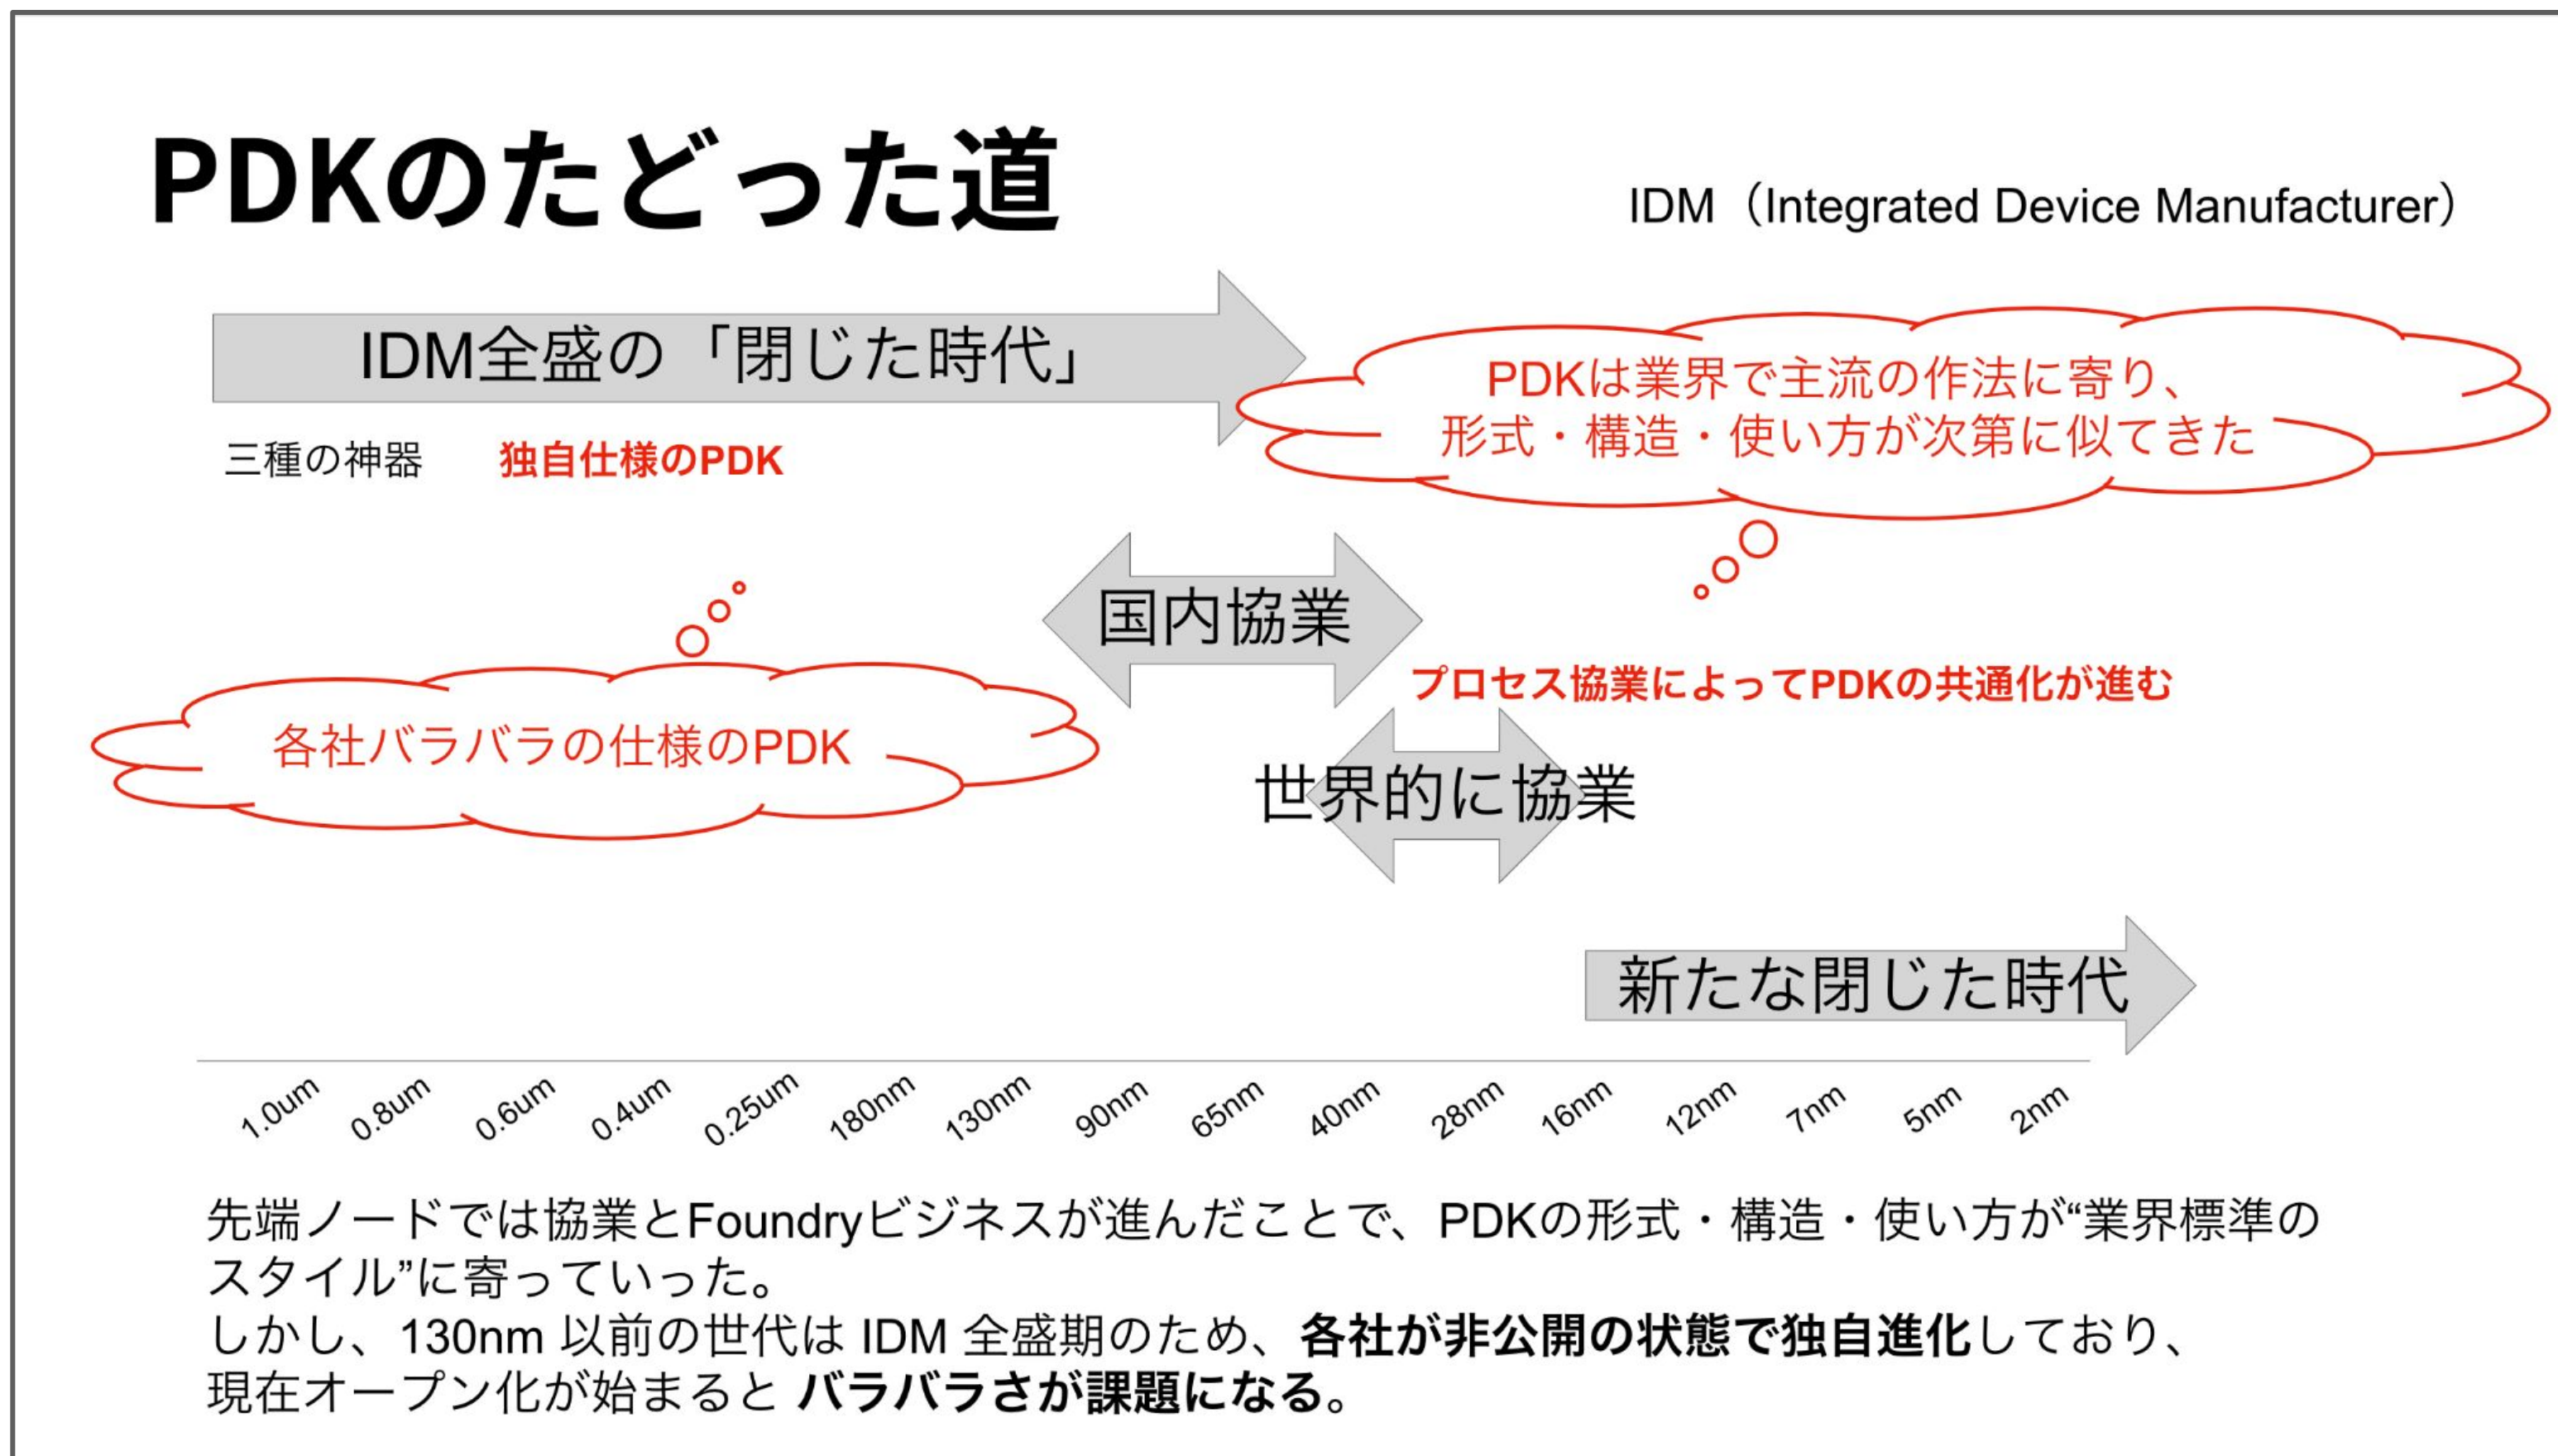 PDKのたどった道
IDM（Integrated Device Manufacturer）
IDM全盛の「閉じた時代」
PDKは業界で主流の作法に寄り、
形式・構造・使い方が次第に似てきた
三種の神器
独自仕様のPDK
国内協業
プロセス協業によってPDKの共通化が進む
各社バラバラの仕様のPDK
世界的に協業
新たな閉じた時代
1.0um
0.8um
0.6um
0.4um
0.25um
180nm
130nm
90nm
65nm
40nm
28nm
16nm
12nm
7nm
5nm
2nm
先端ノードでは協業とFoundryビジネスが進んだことで、PDKの形式・構造・使い方が“業界標準の
スタイル”に寄っていった。
しかし、130nm 以前の世代は IDM 全盛期のため、各社が非公開の状態で独自進化しており、
現在オープン化が始まると バラバラさが課題になる。